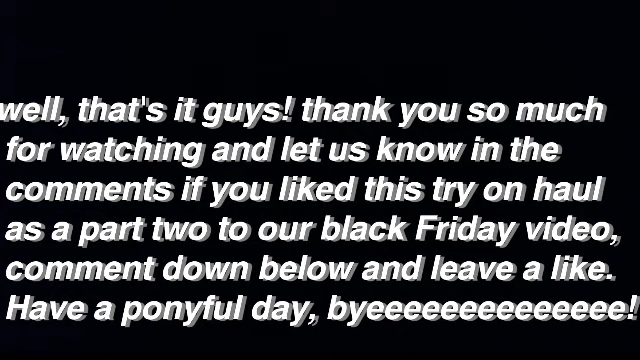 well, that's it guys! thank you so much
for watching and let us know in the
comments if you liked this try on haul
as a part two to our black Friday video,
comment down below and leave a like.
Have a ponyful day, byeeeeeeeeeeeeee!